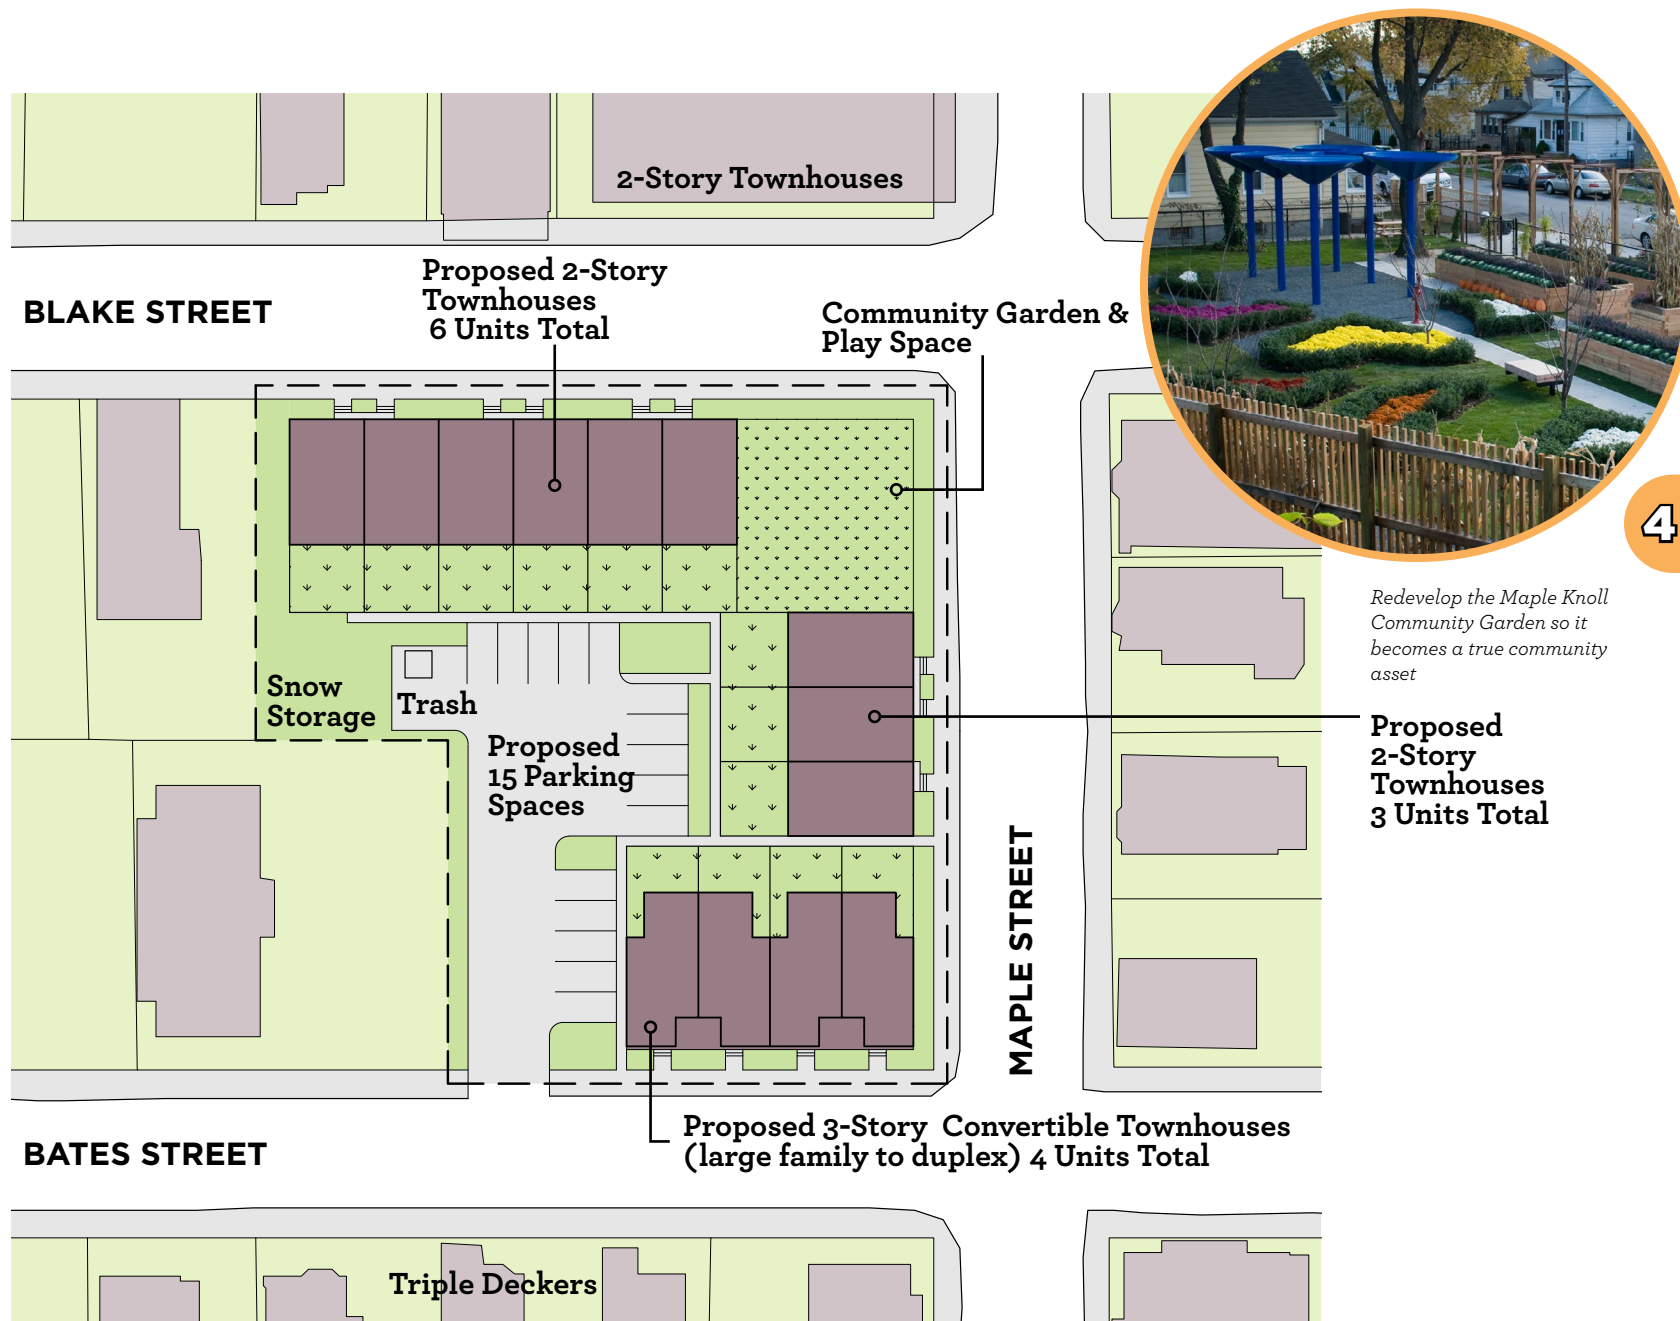 2-Story Townhouses
BLAKE STREET
Proposed 2-Story
Townhouses
6 Units Total
Community Garden &
Play Space
4
Redevelop the Maple Knoll
Community Garden so it
becomes a true community
asset
Snow
Storage
Trash
Proposed
15 Parking
Spaces
Proposed
2-Story
Townhouses
3 Units Total
MAPLE STREET
Proposed 3-Story Convertible Townhouses
(large family to duplex) 4 Units Total
BATES STREET
Triple Deckers